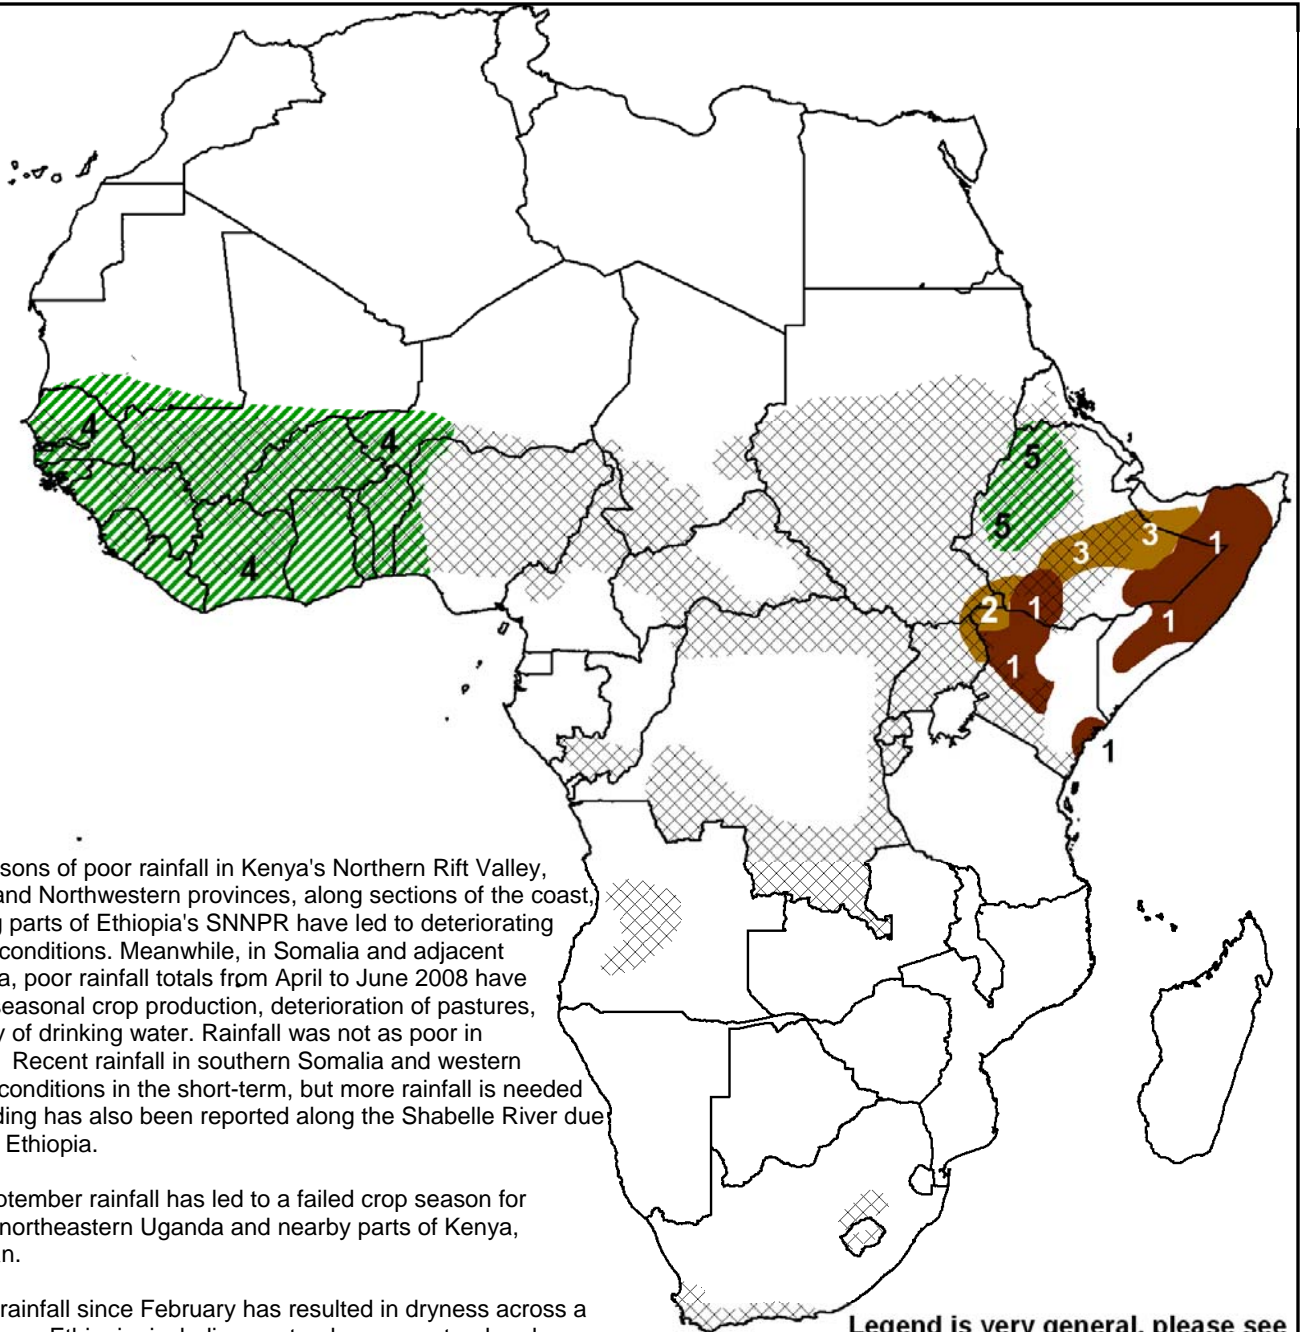 4
4
4
5
5
3
3
1
2
1
1
1
1
sons of poor rainfall in Kenya's Northern Rift Valley,
and Northwestern provinces, along sections of the coast,
parts of Ethiopia's SNNPR have led to deteriorating
conditions. Meanwhile, in Somalia and adjacent
a, poor rainfall totals from April to June 2008 have
seasonal crop production, deterioration of pastures,
y of drinking water. Rainfall was not as poor in
Recent rainfall in southern Somalia and western
conditions in the short-term, but more rainfall is needed
ding has also been reported along the Shabelle River due
Ethiopia.
otember rainfall has led to a failed crop season for
northeastern Uganda and nearby parts of Kenya,
n.
rainfall since February has resulted in dryness across a
Legend is very general, please see